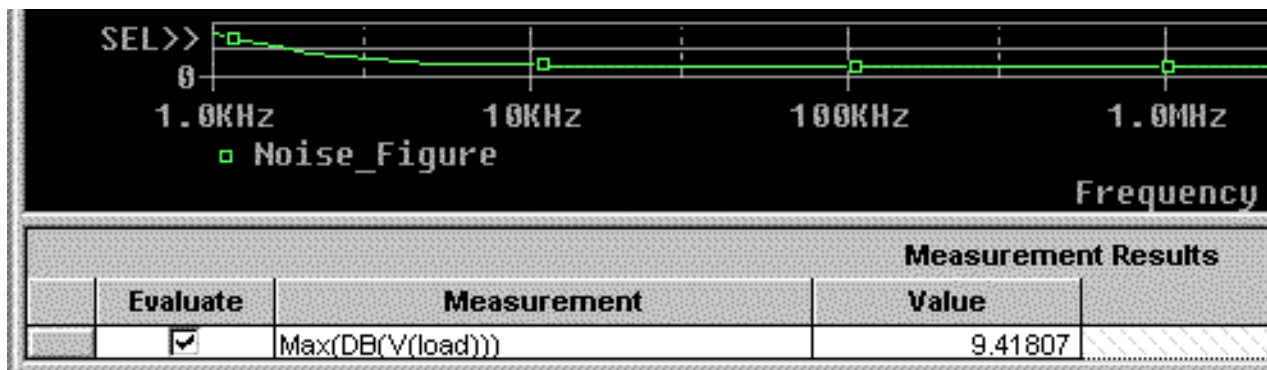 SEL>>
0
1.0KHz 10KHz 100KHz 1.0MHz
Noise_Figure
Frequency
Measurement Results
Evaluate Measurement Value
Max(DB(V(load))) 9.41807